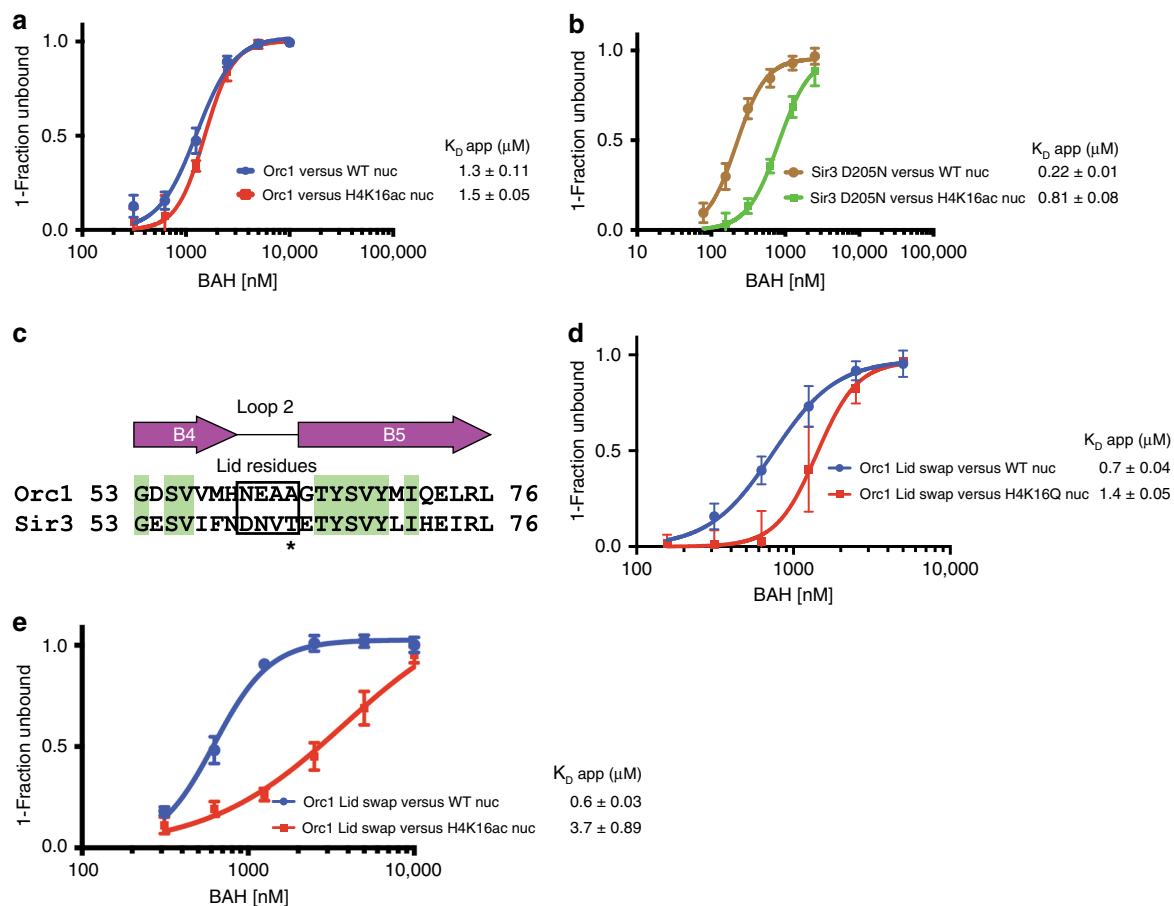 a
1-Fraction unbound
1.0
0.5
0.0
100
1000
10,000
100,000
BAH [nM]
K_D app (μM)
Orc1 versus WT nuc 1.3 ± 0.11
Orc1 versus H4K16ac nuc 1.5 ± 0.05
b
1-Fraction unbound
1.0
0.5
0.0
10
100
1000
10,000
100,000
BAH [nM]
K_D app (μM)
Sir3 D205N versus WT nuc 0.22 ± 0.01
Sir3 D205N versus H4K16ac nuc 0.81 ± 0.08
c
Loop 2
B4 B5
Lid residues
Orc1 53 GDSVVMHNEAAGTYSVYMIQELRL 76
Sir3 53 GESVIFNDNVTETYSVYLIHEIRL 76
*
d
1-Fraction unbound
1.0
0.5
0.0
100
1000
10,000
BAH [nM]
K_D app (μM)
Orc1 Lid swap versus WT nuc 0.7 ± 0.04
Orc1 Lid swap versus H4K16Q nuc 1.4 ± 0.05
e
1-Fraction unbound
1.0
0.5
0.0
100
1000
10,000
BAH [nM]
K_D app (μM)
Orc1 Lid swap versus WT nuc 0.6 ± 0.03
Orc1 Lid swap versus H4K16ac nuc 3.7 ± 0.89